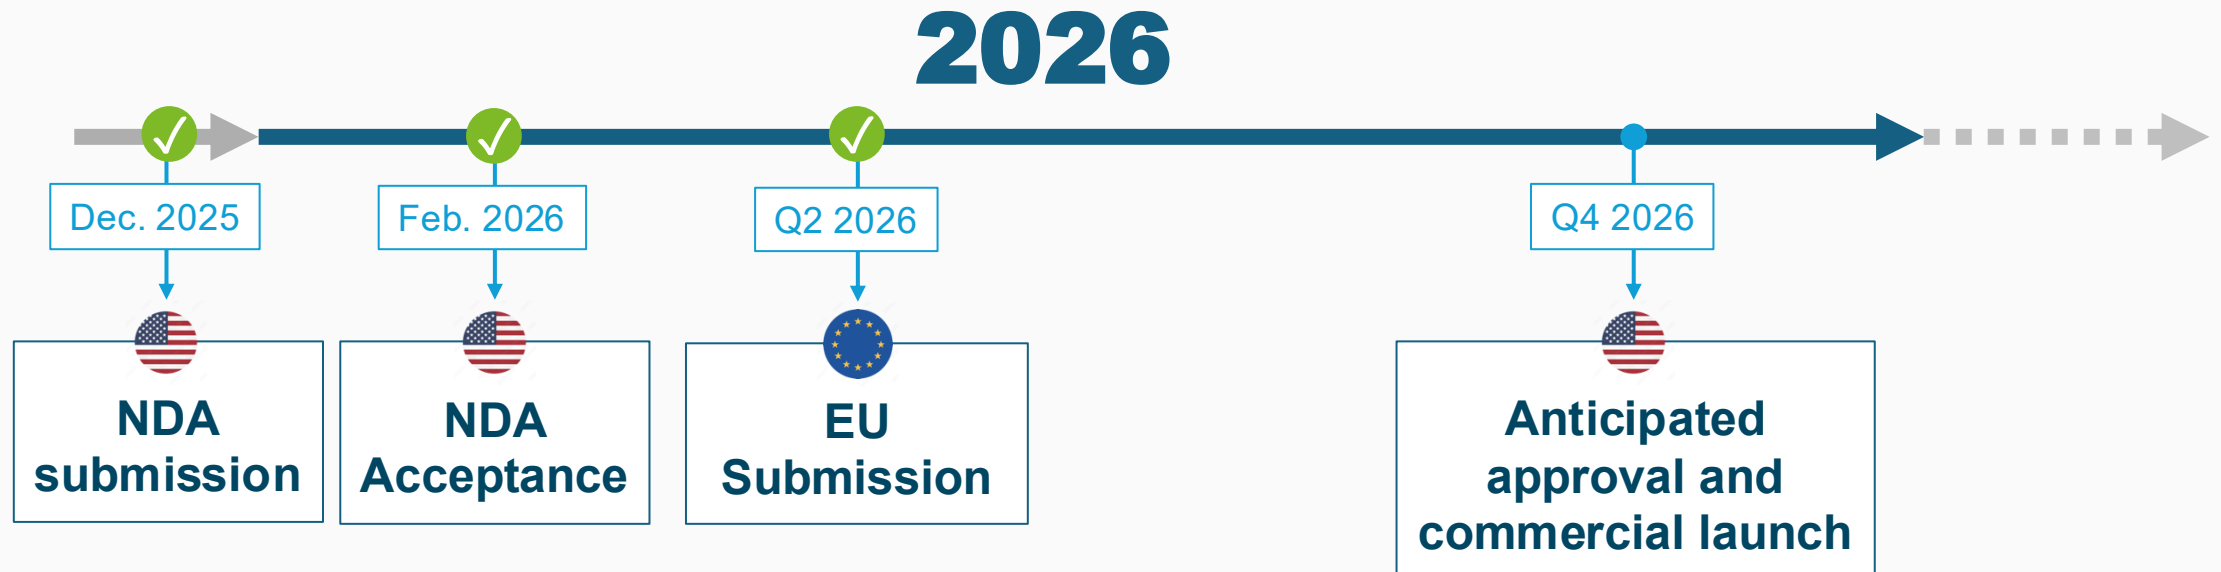 2026
Dec. 2025
Feb. 2026
Q2 2026
Q4 2026
NDA
submission
NDA
Acceptance
EU
Submission
Anticipated
approval and
commercial launch